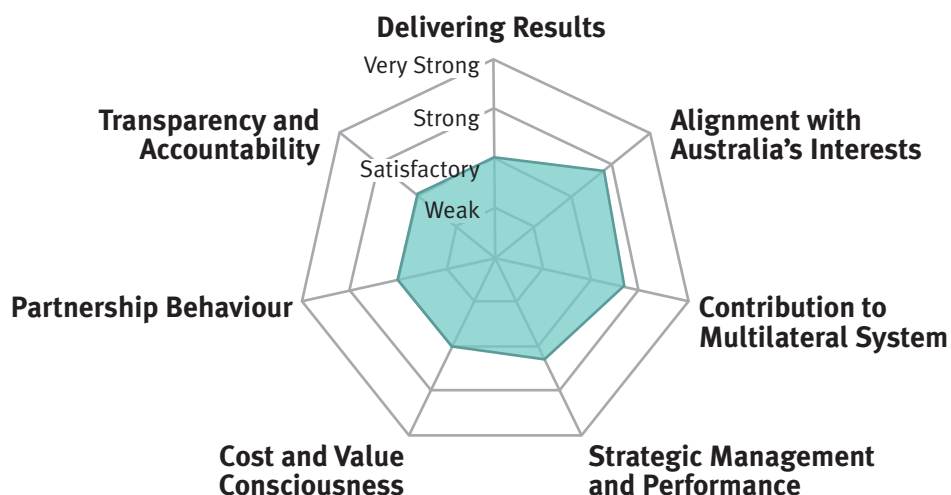 Delivering Results
Very Strong
Strong
Satisfactory
Weak
Transparency and
Accountability
Alignment with
Australia’s Interests
Partnership Behaviour
Contribution to
Multilateral System
Cost and Value
Consciousness
Strategic Management
and Performance